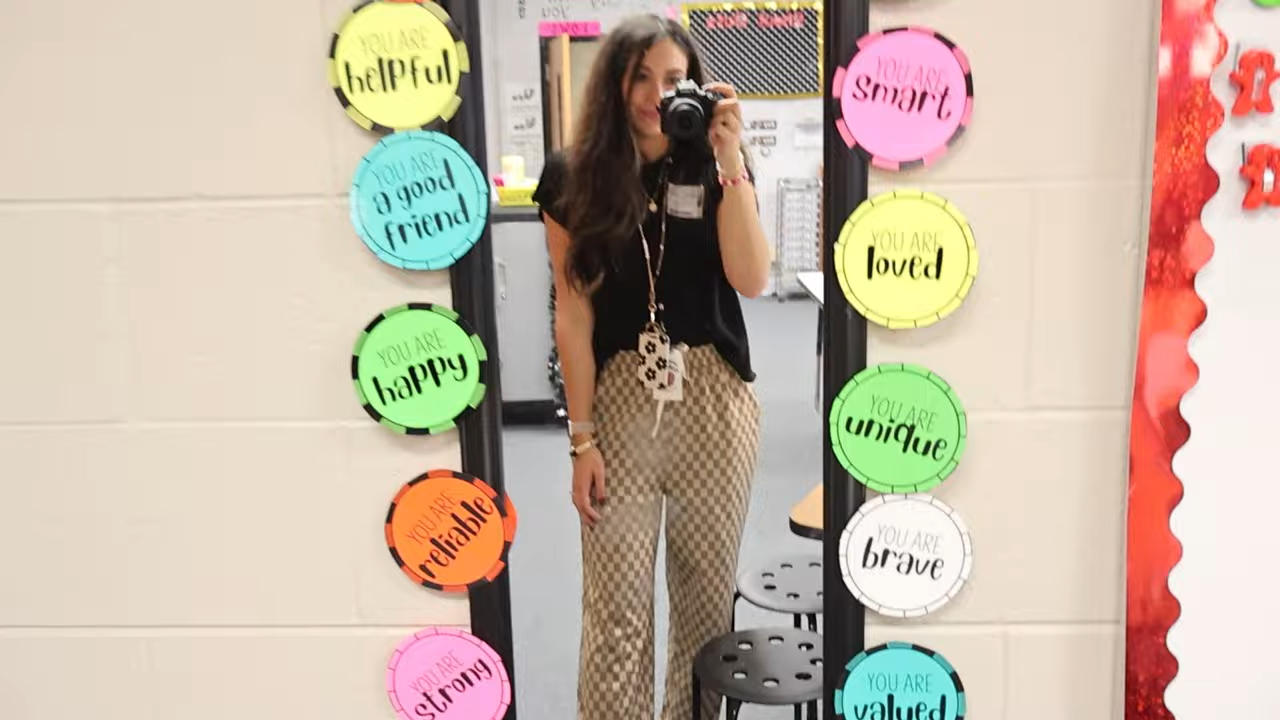 YOU ARE
helpful
YOU ARE
a good
friend
YOU ARE
happy
YOU ARE
reliable
YOU ARE
strong
YOU ARE
smart
YOU ARE
loved
YOU ARE
unique
YOU ARE
brave
YOU ARE
valued